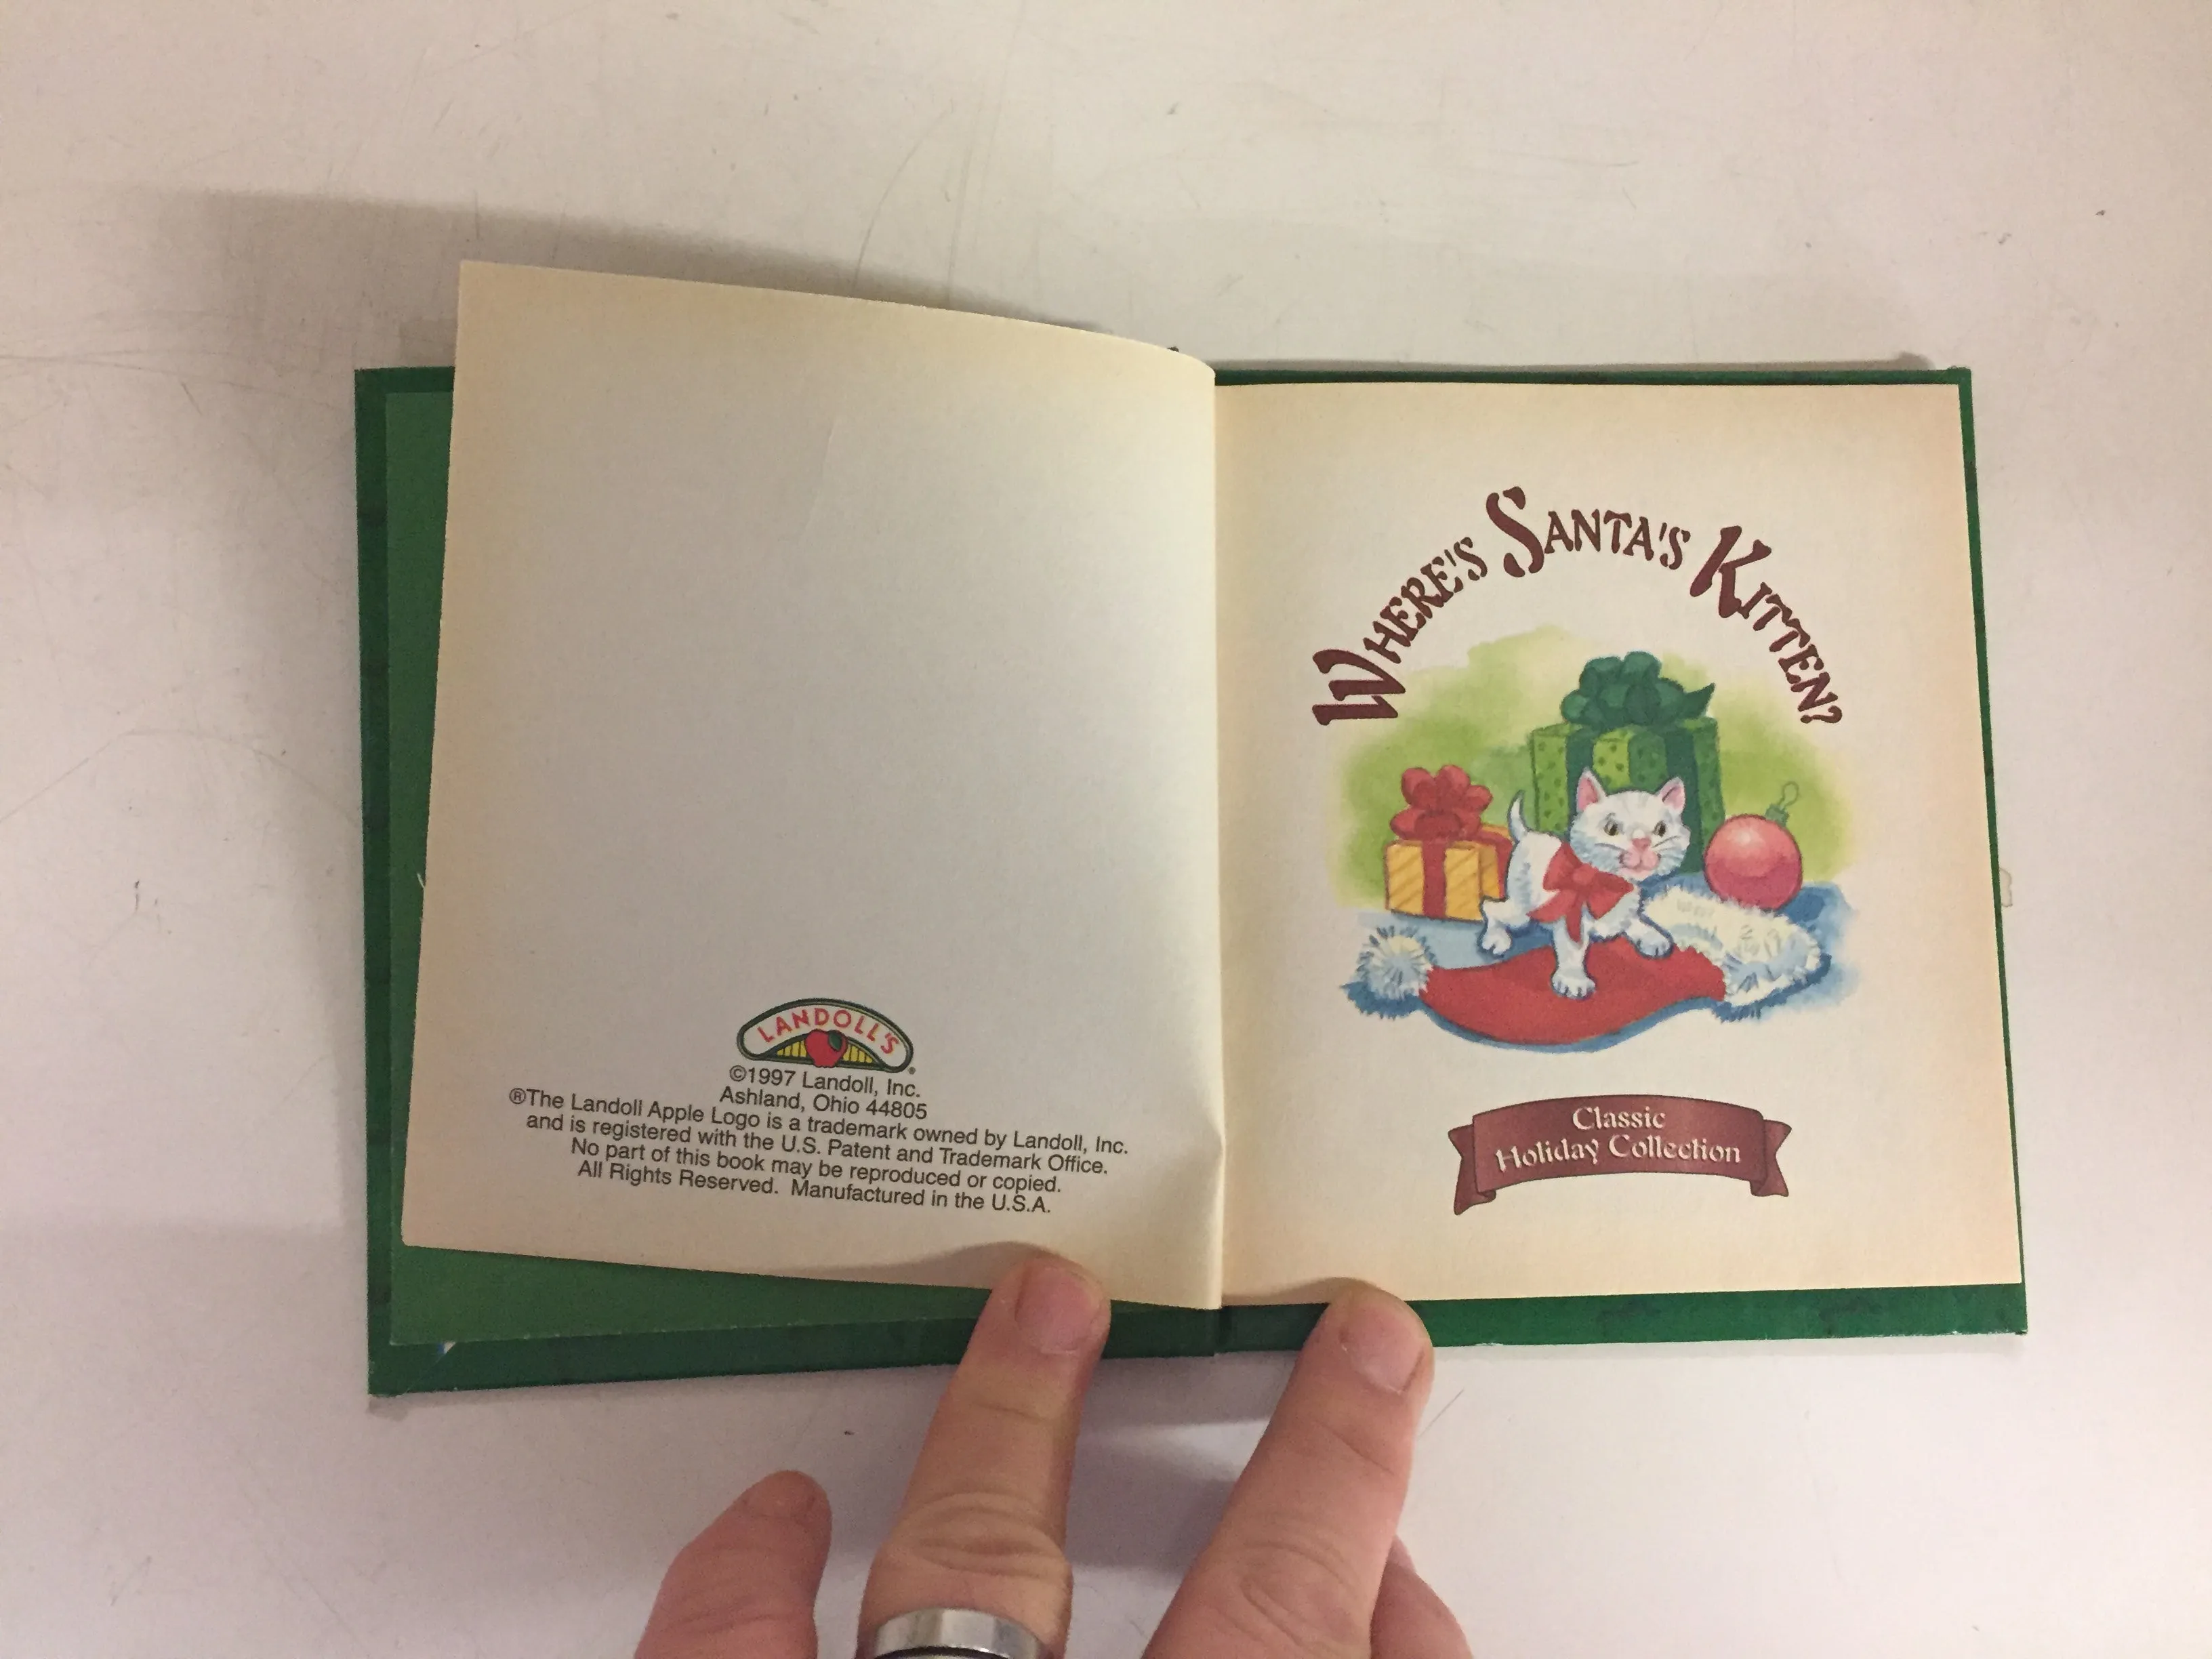 LANDOLL'S
©1997 Landoll, Inc.
Ashland, Ohio 44805
®The Landoll Apple Logo is a trademark owned by Landoll, Inc.
and is registered with the U.S. Patent and Trademark Office.
No part of this book may be reproduced or copied.
All Rights Reserved. Manufactured in the U.S.A.
WHERE'S SANTA'S KITTEN?
Classic
Holiday Collection